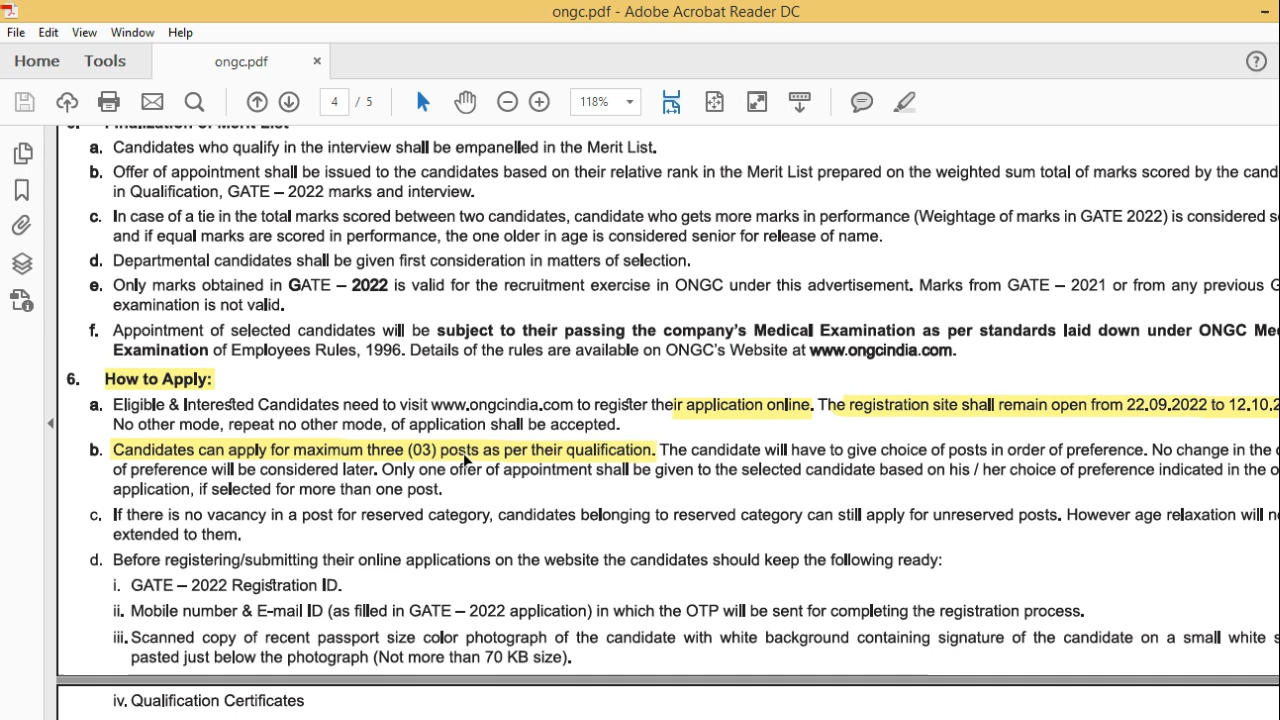 ongc.pdf - Adobe Acrobat Reader DC
File Edit View Window Help
Home Tools ongc.pdf ×
4 / 5 118%
Finalization of Merit List
a. Candidates who qualify in the interview shall be empanelled in the Merit List.
b. Offer of appointment shall be issued to the candidates based on their relative rank in the Merit List prepared on the weighted sum total of marks scored by the cand
in Qualification, GATE – 2022 marks and interview.
c. In case of a tie in the total marks scored between two candidates, candidate who gets more marks in performance (Weightage of marks in GATE 2022) is considered s
and if equal marks are scored in performance, the one older in age is considered senior for release of name.
d. Departmental candidates shall be given first consideration in matters of selection.
e. Only marks obtained in GATE – 2022 is valid for the recruitment exercise in ONGC under this advertisement. Marks from GATE – 2021 or from any previous G
examination is not valid.
f. Appointment of selected candidates will be subject to their passing the company's Medical Examination as per standards laid down under ONGC Me
Examination of Employees Rules, 1996. Details of the rules are available on ONGC's Website at www.ongcindia.com.
6. How to Apply:
a. Eligible & Interested Candidates need to visit www.ongcindia.com to register their application online. The registration site shall remain open from 22.09.2022 to 12.10.2
No other mode, repeat no other mode, of application shall be accepted.
b. Candidates can apply for maximum three (03) posts as per their qualification. The candidate will have to give choice of posts in order of preference. No change in the
of preference will be considered later. Only one offer of appointment shall be given to the selected candidate based on his / her choice of preference indicated in the o
application, if selected for more than one post.
c. If there is no vacancy in a post for reserved category, candidates belonging to reserved category can still apply for unreserved posts. However age relaxation will n
extended to them.
d. Before registering/submitting their online applications on the website the candidates should keep the following ready:
i. GATE – 2022 Registration ID.
ii. Mobile number & E-mail ID (as filled in GATE – 2022 application) in which the OTP will be sent for completing the registration process.
iii. Scanned copy of recent passport size color photograph of the candidate with white background containing signature of the candidate on a small white s
pasted just below the photograph (Not more than 70 KB size).
iv. Qualification Certificates